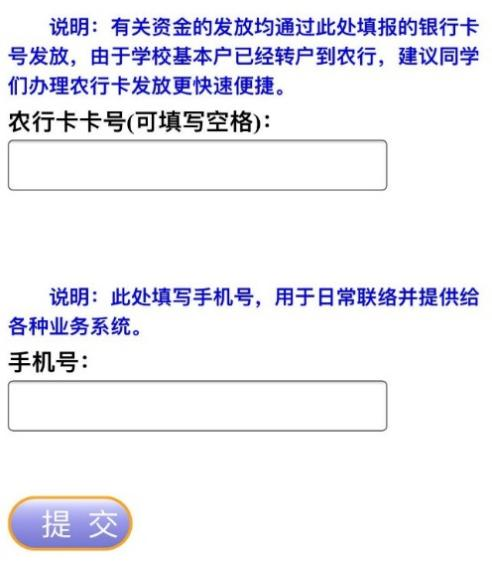 说明：有关资金的发放均通过此处填报的银行卡
号发放，由于学校基本户已经转户到农行，建议同学
们办理农行卡发放更快速便捷。
农行卡卡号(可填写空格)：
说明：此处填写手机号，用于日常联络并提供给
各种业务系统。
手机号：
提 交